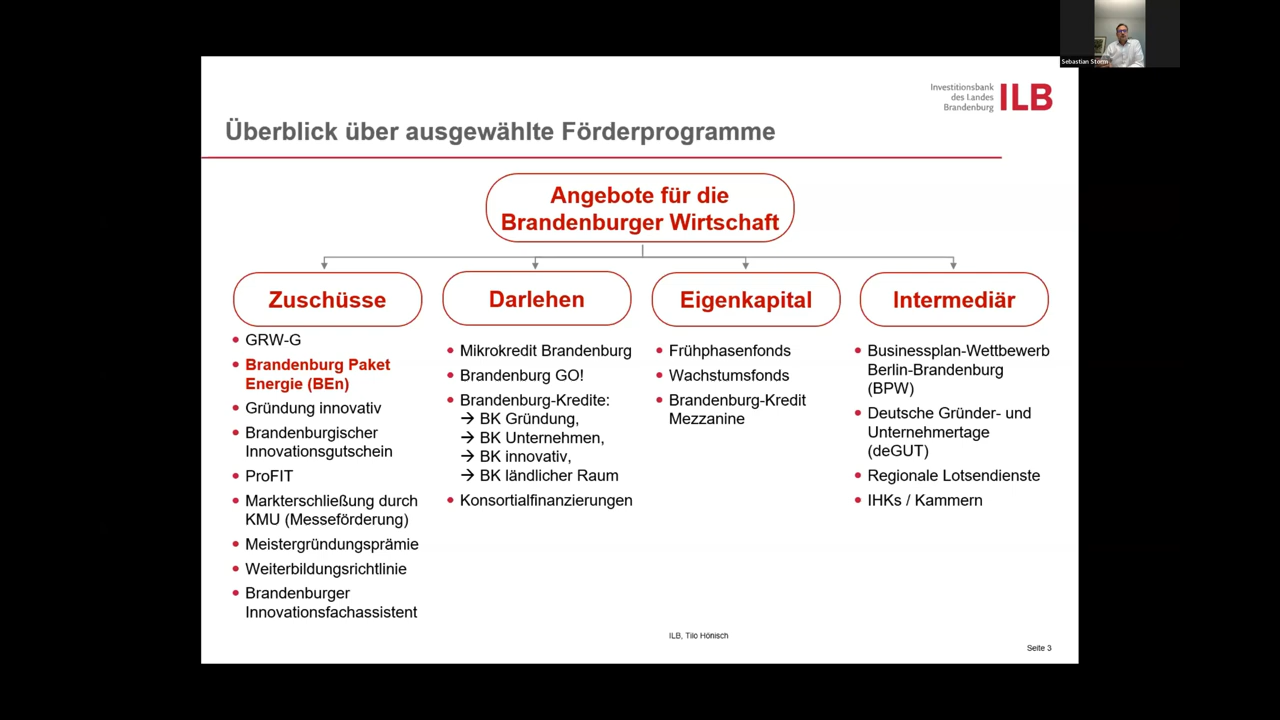 Sebastian Storm
Investitionsbank
des Landes
Brandenburg
ILB
Überblick über ausgewählte Förderprogramme
Angebote für die
Brandenburger Wirtschaft
Zuschüsse
• GRW-G
• Brandenburg Paket
Energie (BEn)
• Gründung innovativ
• Brandenburgischer
Innovationsgutschein
• ProFIT
• Markterschließung durch
KMU (Messeförderung)
• Meistergründungsprämie
• Weiterbildungsrichtlinie
• Brandenburger
Innovationsfachassistent
Darlehen
• Mikrokredit Brandenburg
• Brandenburg GO!
• Brandenburg-Kredite:
→ BK Gründung,
→ BK Unternehmen,
→ BK innovativ,
→ BK ländlicher Raum
• Konsortialfinanzierungen
Eigenkapital
• Frühphasenfonds
• Wachstumsfonds
• Brandenburg-Kredit
Mezzanine
Intermediär
• Businessplan-Wettbewerb
Berlin-Brandenburg
(BPW)
• Deutsche Gründer- und
Unternehmertage
(deGUT)
• Regionale Lotsendienste
• IHKs / Kammern
ILB, Tilo Hönisch
Seite 3